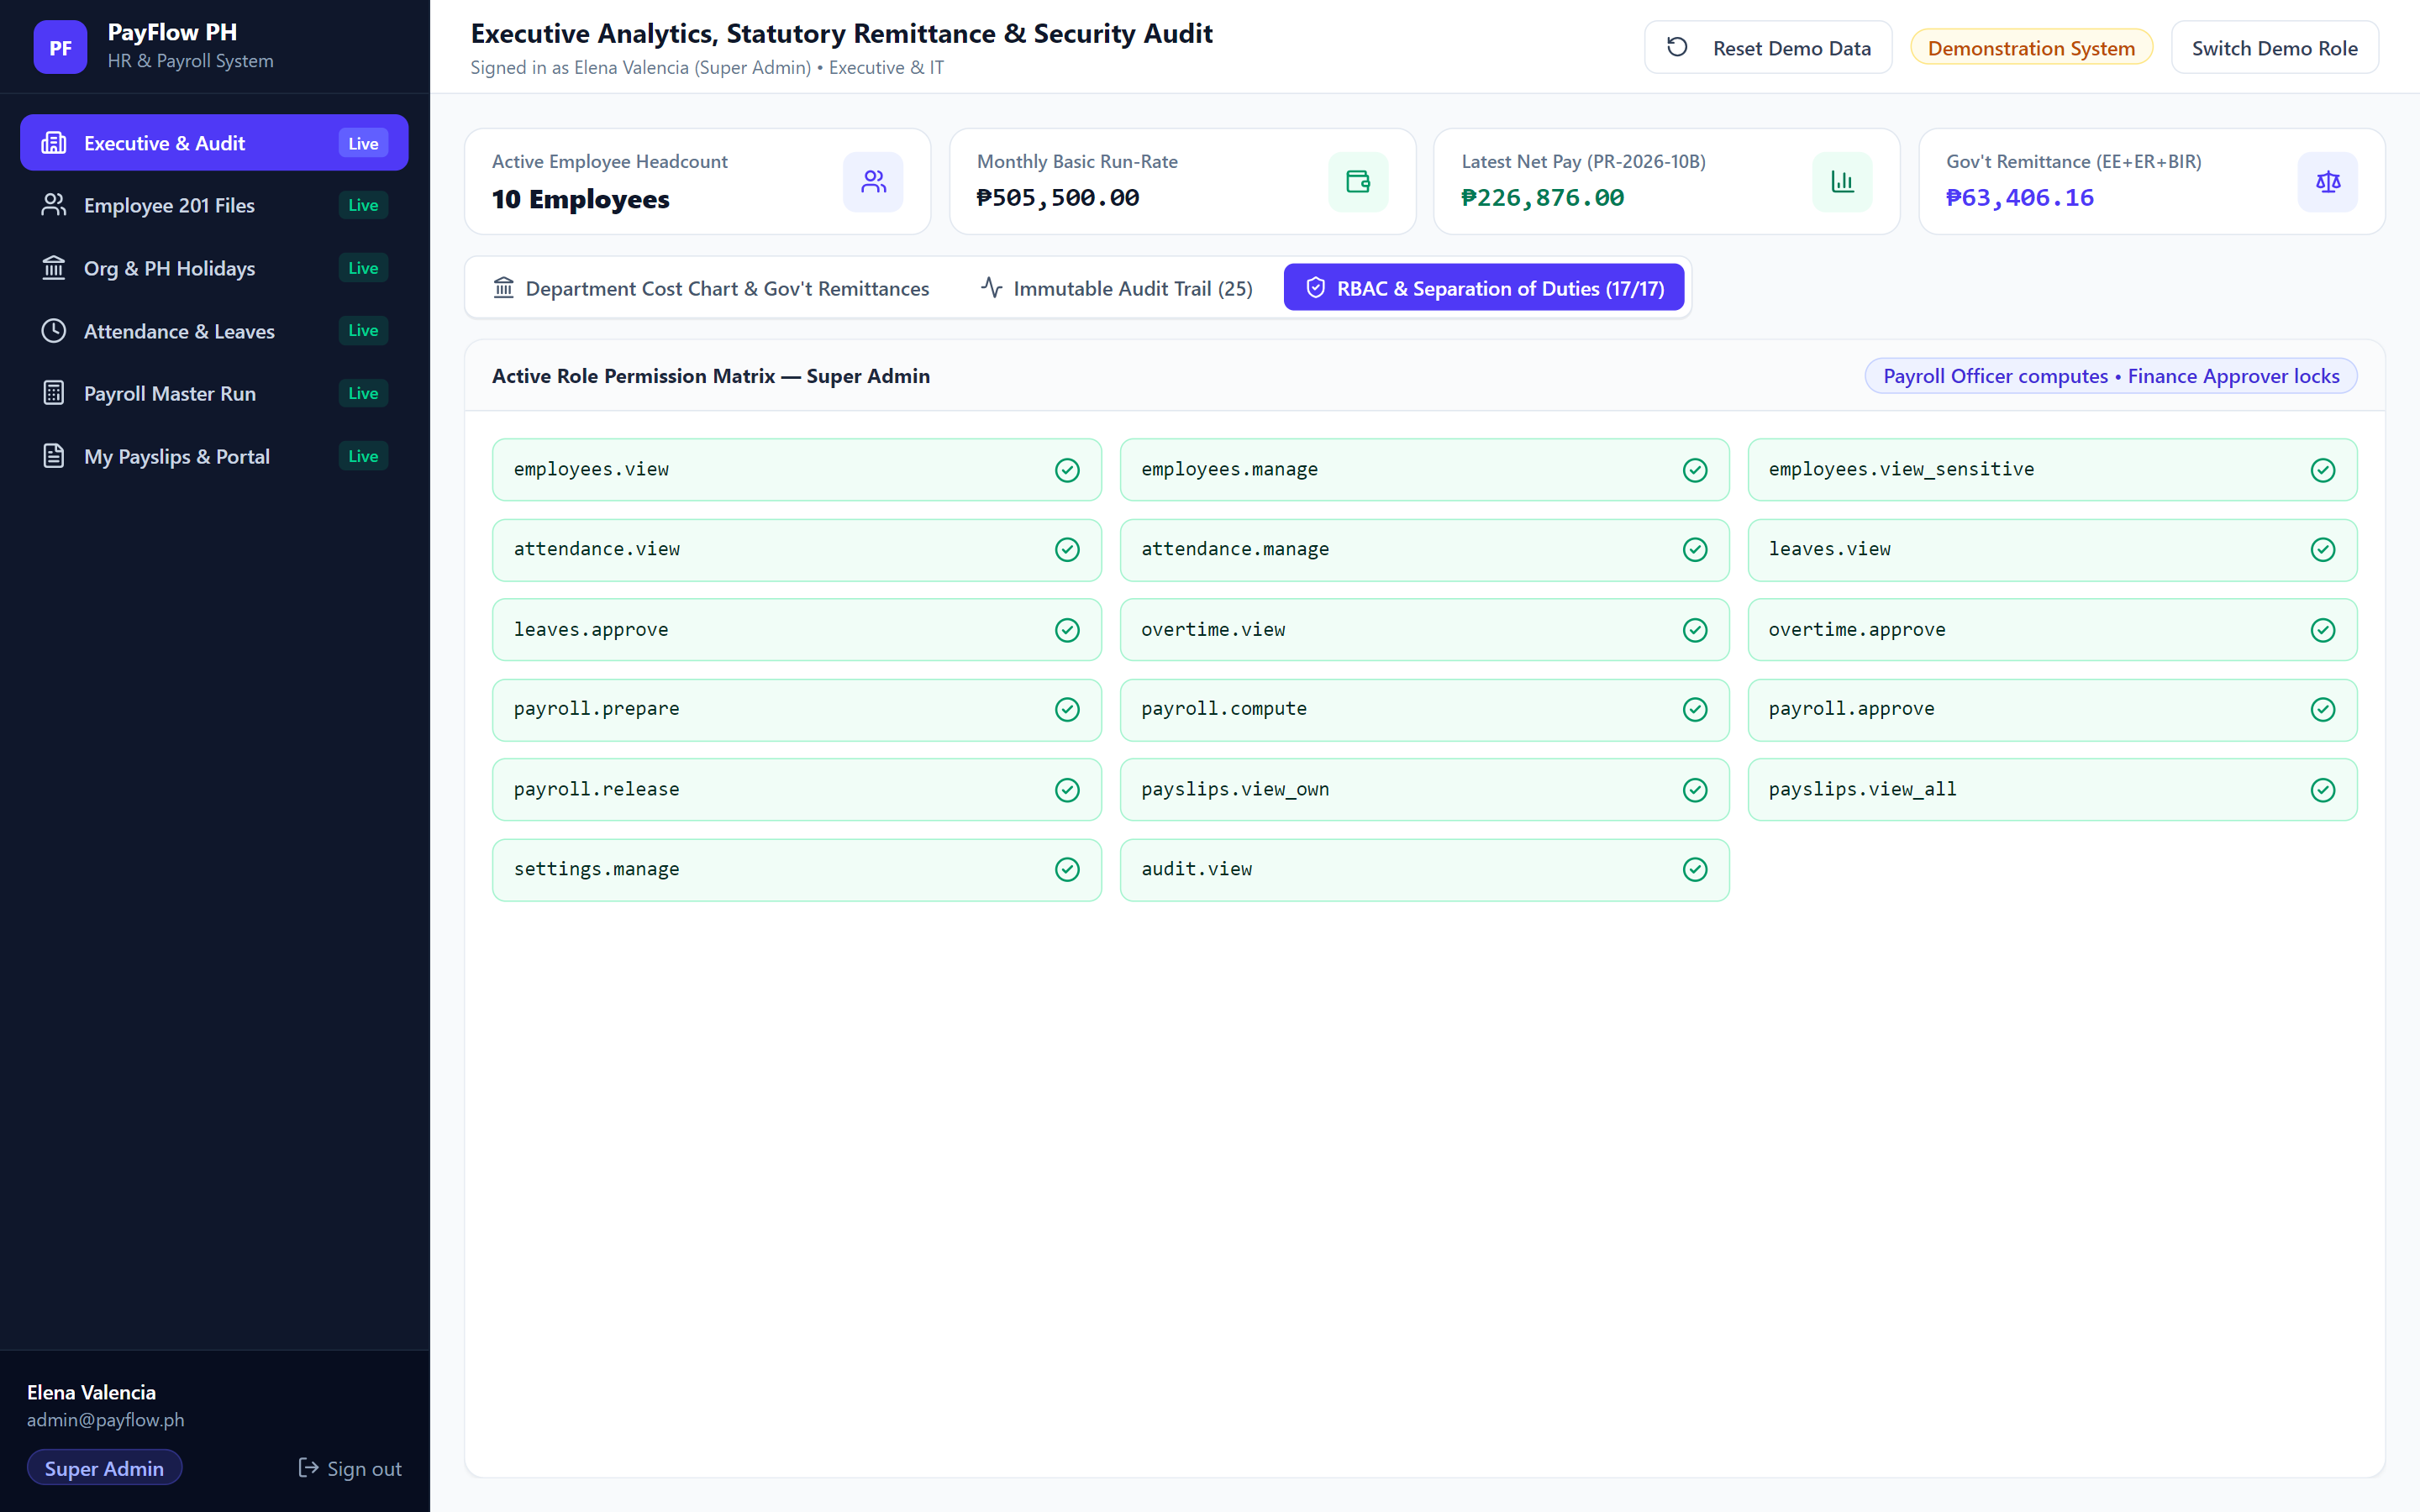 PF
PayFlow PH
HR & Payroll System
Executive & Audit Live
Employee 201 Files Live
Org & PH Holidays Live
Attendance & Leaves Live
Payroll Master Run Live
My Payslips & Portal Live
Elena Valencia
admin@payflow.ph
Super Admin
Sign out
Executive Analytics, Statutory Remittance & Security Audit
Signed in as Elena Valencia (Super Admin) • Executive & IT
Reset Demo Data
Demonstration System
Switch Demo Role
Active Employee Headcount
10 Employees
Monthly Basic Run-Rate
₱505,500.00
Latest Net Pay (PR-2026-10B)
₱226,876.00
Gov't Remittance (EE+ER+BIR)
₱63,406.16
Department Cost Chart & Gov't Remittances
Immutable Audit Trail (25)
RBAC & Separation of Duties (17/17)
Active Role Permission Matrix — Super Admin
Payroll Officer computes • Finance Approver locks
employees.view
employees.manage
employees.view_sensitive
attendance.view
attendance.manage
leaves.view
leaves.approve
overtime.view
overtime.approve
payroll.prepare
payroll.compute
payroll.approve
payroll.release
payslips.view_own
payslips.view_all
settings.manage
audit.view